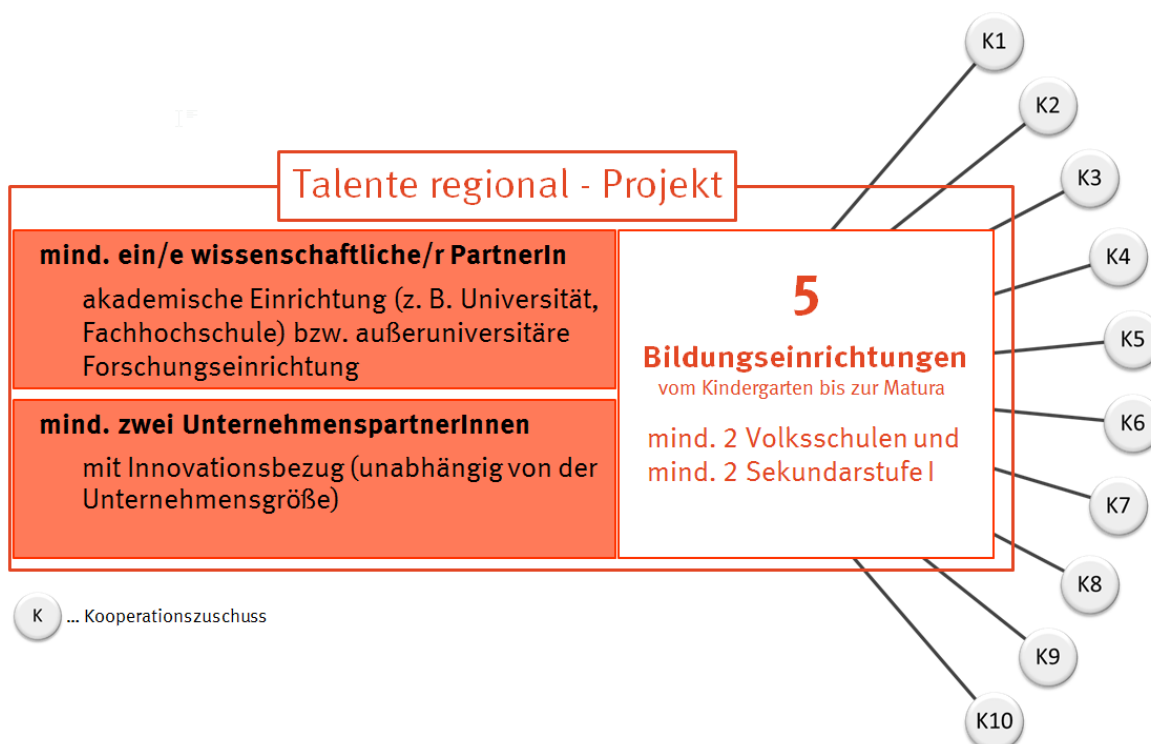 Talente regional - Projekt
mind. ein/e wissenschaftliche/r PartnerIn
akademische Einrichtung (z. B. Universität,
Fachhochschule) bzw. außeruniversitäre
Forschungseinrichtung
mind. zwei UnternehmenspartnerInnen
mit Innovationsbezug (unabhängig von der
Unternehmensgröße)
5
Bildungseinrichtungen
vom Kindergarten bis zur Matura
mind. 2 Volksschulen und
mind. 2 Sekundarstufe I
K1
K2
K3
K4
K5
K6
K7
K8
K9
K10
K ... Kooperationszuschuss